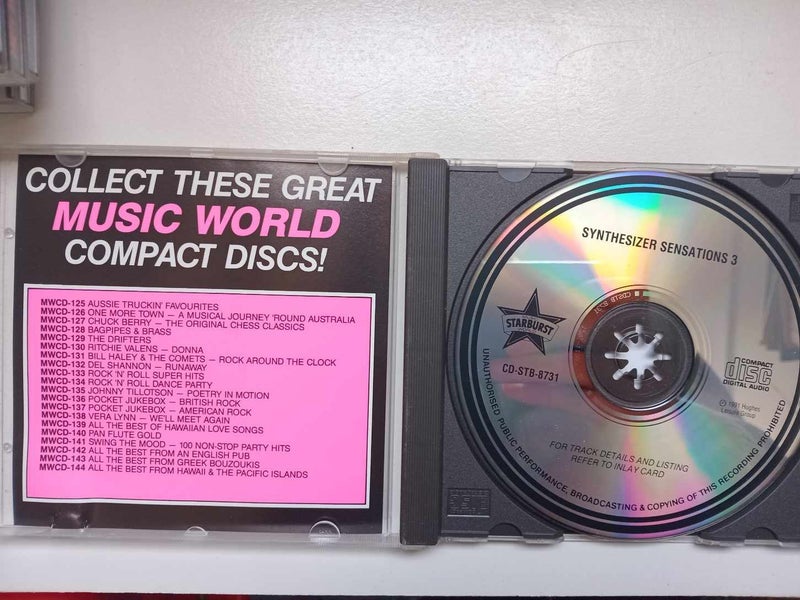 COLLECT THESE GREAT
MUSIC WORLD
COMPACT DISCS!
MWCD-125 AUSSIE TRUCKIN' FAVOURITES
MWCD-126 ONE MORE TOWN — A MUSICAL JOURNEY 'ROUND AUSTRALIA
MWCD-127 CHUCK BERRY — THE ORIGINAL CHESS CLASSICS
MWCD-128 BAGPIPES & BRASS
MWCD-129 THE DRIFTERS
MWCD-130 RITCHIE VALENS — DONNA
MWCD-131 BILL HALEY & THE COMETS — ROCK AROUND THE CLOCK
MWCD-132 DEL SHANNON — RUNAWAY
MWCD-133 ROCK 'N' ROLL SUPER HITS
MWCD-134 ROCK 'N' ROLL DANCE PARTY
MWCD-135 JOHNNY TILLOTSON — POETRY IN MOTION
MWCD-136 POCKET JUKEBOX — BRITISH ROCK
MWCD-137 POCKET JUKEBOX — AMERICAN ROCK
MWCD-138 VERA LYNN — WE'LL MEET AGAIN
MWCD-139 ALL THE BEST OF HAWAIIAN LOVE SONGS
MWCD-140 PAN FLUTE GOLD
MWCD-141 SWING THE MOOD — 100 NON-STOP PARTY HITS
MWCD-142 ALL THE BEST FROM AN ENGLISH PUB
MWCD-143 ALL THE BEST FROM GREEK BOUZOUKIS
MWCD-144 ALL THE BEST FROM HAWAII & THE PACIFIC ISLANDS
SYNTHESIZER SENSATIONS 3
STARBURST
CD-STB-8731
COMPACT
disc
DIGITAL AUDIO
℗ 1991 Hughes
Leisure Group
FOR TRACK DETAILS AND LISTING
REFER TO INLAY CARD
UNAUTHORISED PUBLIC PERFORMANCE, BROADCASTING & COPYING OF THIS RECORDING PROHIBITED